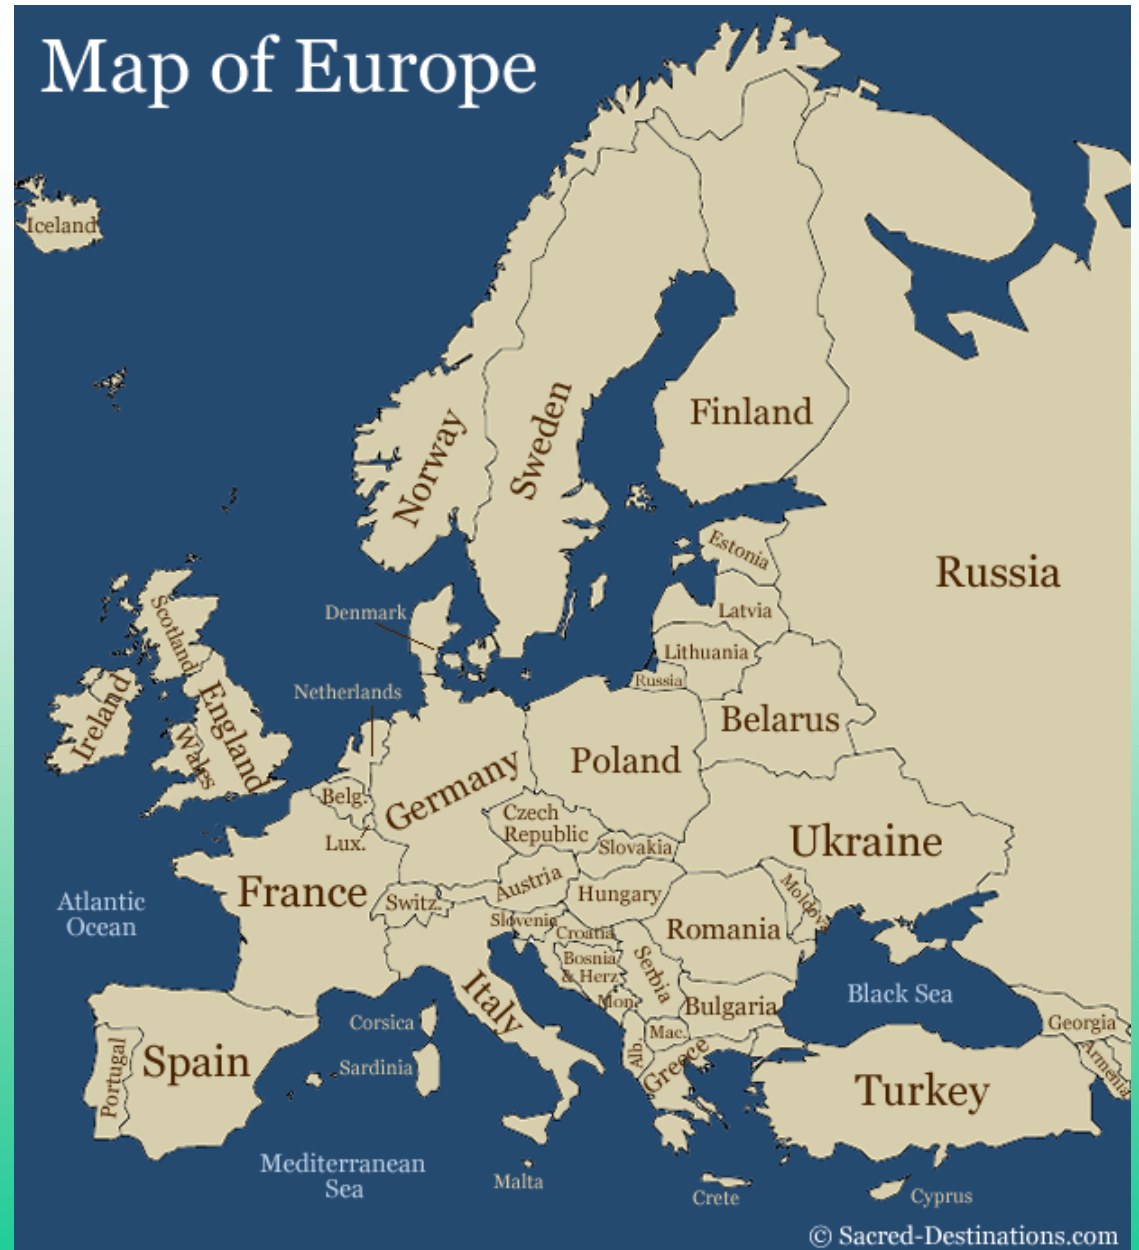 Map of Europe
Iceland
Norway
Sweden
Finland
Russia
Estonia
Latvia
Lithuania
Russia
Belarus
Denmark
Scotland
Ireland
England
Wales
Netherlands
Belg.
Lux.
Germany
Poland
Czech
Republic
Slovakia
Ukraine
Moldova
France
Switz.
Austria
Hungary
Slovenia
Croatia
Bosnia
& Herz.
Serbia
Romania
Mon.
Bulgaria
Mac.
Alb.
Greece
Italy
Atlantic
Ocean
Black Sea
Corsica
Sardinia
Spain
Portugal
Georgia
Armenia
Turkey
Mediterranean
Sea
Malta
Crete
Cyprus
© Sacred-Destinations.com